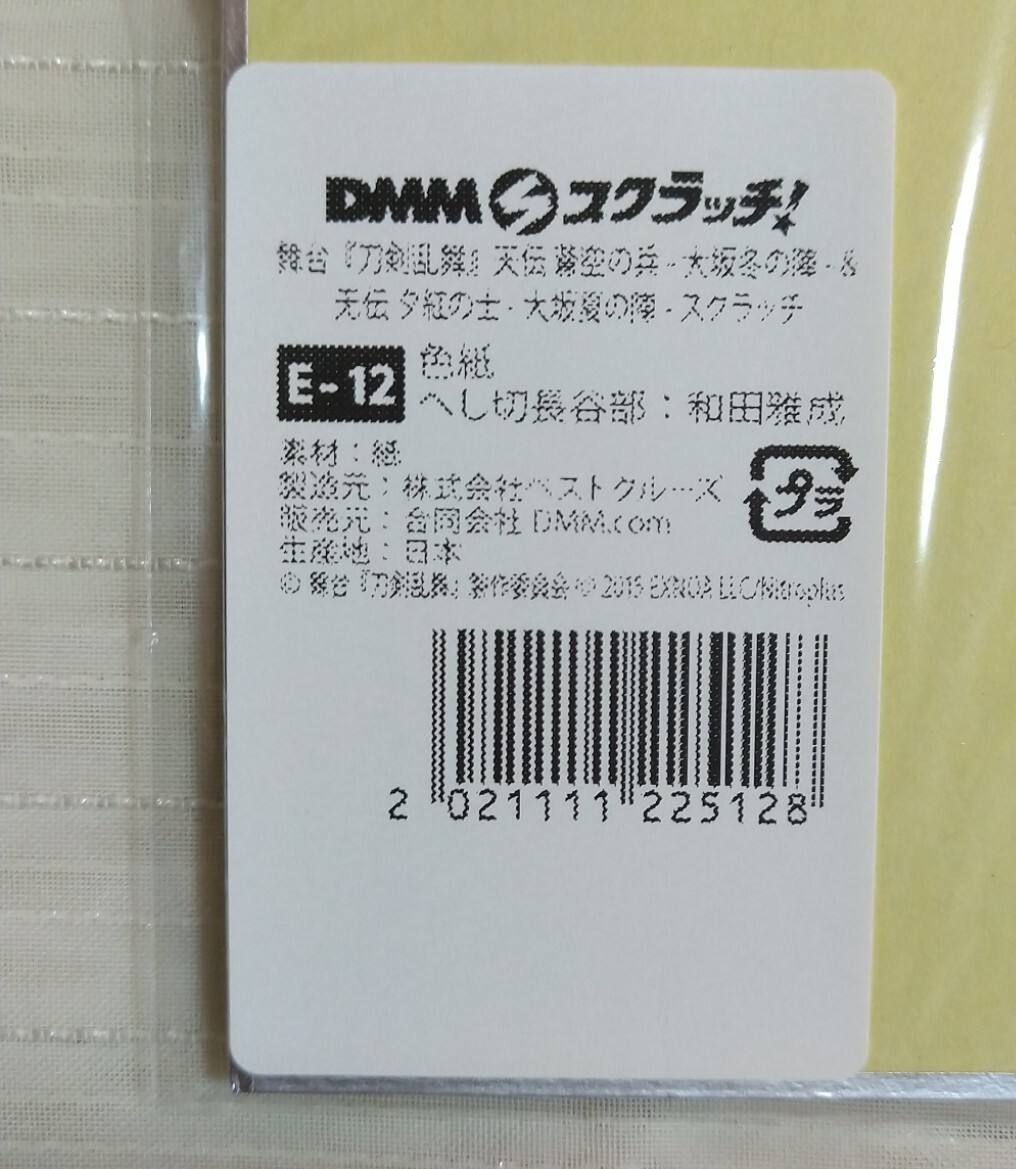 DMMスクラッチ!
舞台『刀剣乱舞』天伝 蒼空の兵 - 大坂冬の陣 - &
无伝 夕紅の士 - 大坂夏の陣 - スクラッチ
E-12
色紙
へし切長谷部：和田雅成
素材：紙
製造元：株式会社ベストクルーズ
販売元：合同会社 DMM.com
生産地：日本
プラ
© 舞台『刀剣乱舞』製作委員会 © 2015 EXNOA LLC/Nitroplus
2 021111 225128